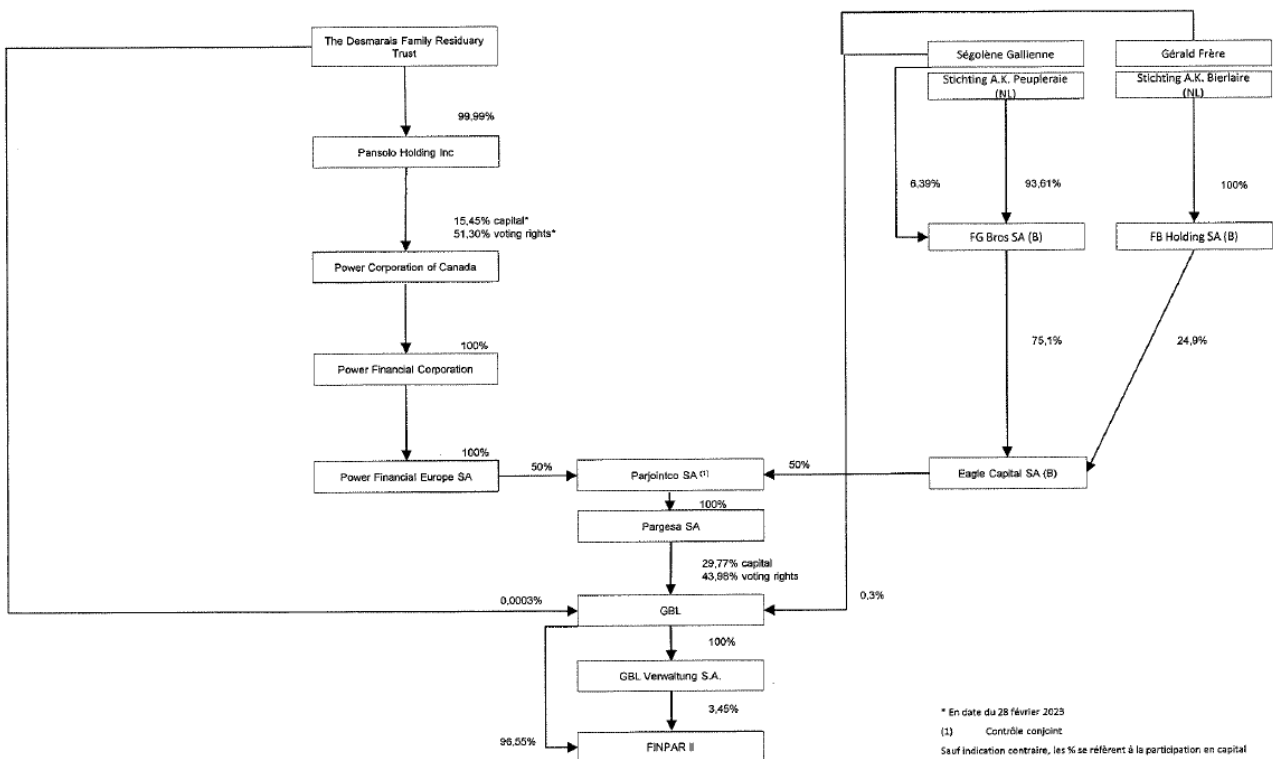 The Desmarais Family Residuary
Trust
Ségolène Gallienne
Gérald Frère
Stichting A.K. Peupleraie
(NL)
Stichting A.K. Bierlaire
(NL)
99,99%
Pansolo Holding Inc
6,39%
93,61%
100%
15,45% capital*
51,30% voting rights*
FG Bros SA (B)
FB Holding SA (B)
Power Corporation of Canada
75,1%
24,9%
100%
Power Financial Corporation
100%
Power Financial Europe SA
50%
Parjointco SA (1)
50%
Eagle Capital SA (B)
100%
Pargesa SA
29,77% capital
43,98% voting rights
0,0003%
GBL
0,3%
100%
GBL Verwaltung S.A.
3,45%
96,55%
FINPAR II
* En date du 28 février 2023
(1) Contrôle conjoint
Sauf indication contraire, les % se réfèrent à la participation en capital